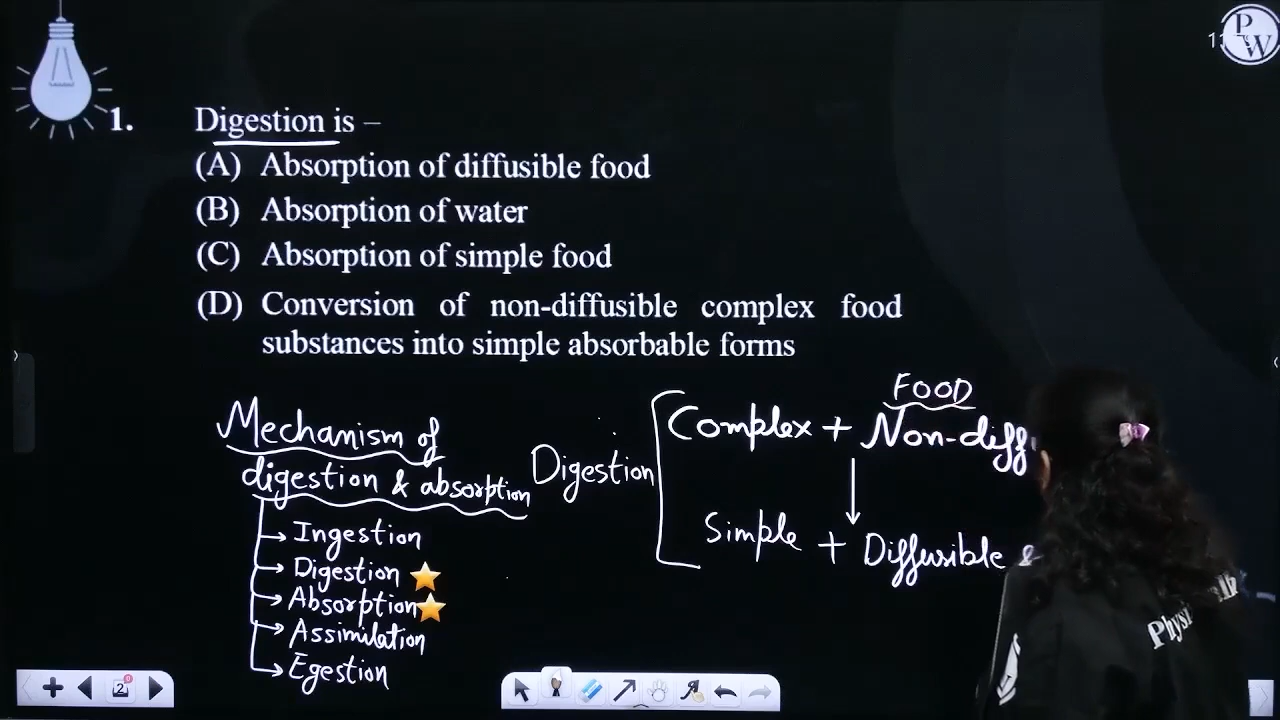 1. Digestion is –
(A) Absorption of diffusible food
(B) Absorption of water
(C) Absorption of simple food
(D) Conversion of non-diffusible complex food
substances into simple absorbable forms
Mechanism of
digestion & absorption
Ingestion
Digestion
Absorption
Assimilation
Egestion
Digestion
FOOD
Complex + Non-diff
Simple + Diffusible &
PW
2